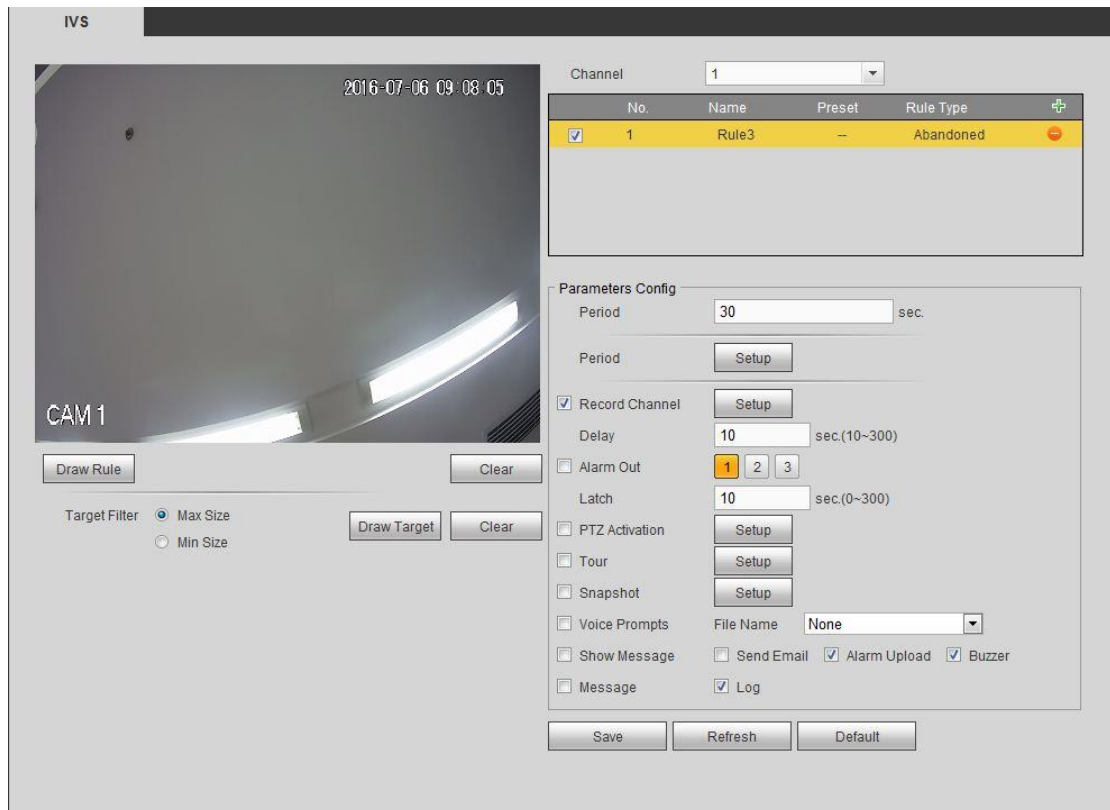 IVS
2016-07-06 09:08:05
CAM 1
Draw Rule
Clear
Target Filter
Max Size
Min Size
Draw Target
Clear
Channel 1
No. Name Preset Rule Type
1 Rule3 -- Abandoned
Parameters Config
Period 30 sec.
Period Setup
Record Channel Setup
Delay 10 sec.(10~300)
Alarm Out 1 2 3
Latch 10 sec.(0~300)
PTZ Activation Setup
Tour Setup
Snapshot Setup
Voice Prompts File Name None
Show Message Send Email Alarm Upload Buzzer
Message Log
Save Refresh Default